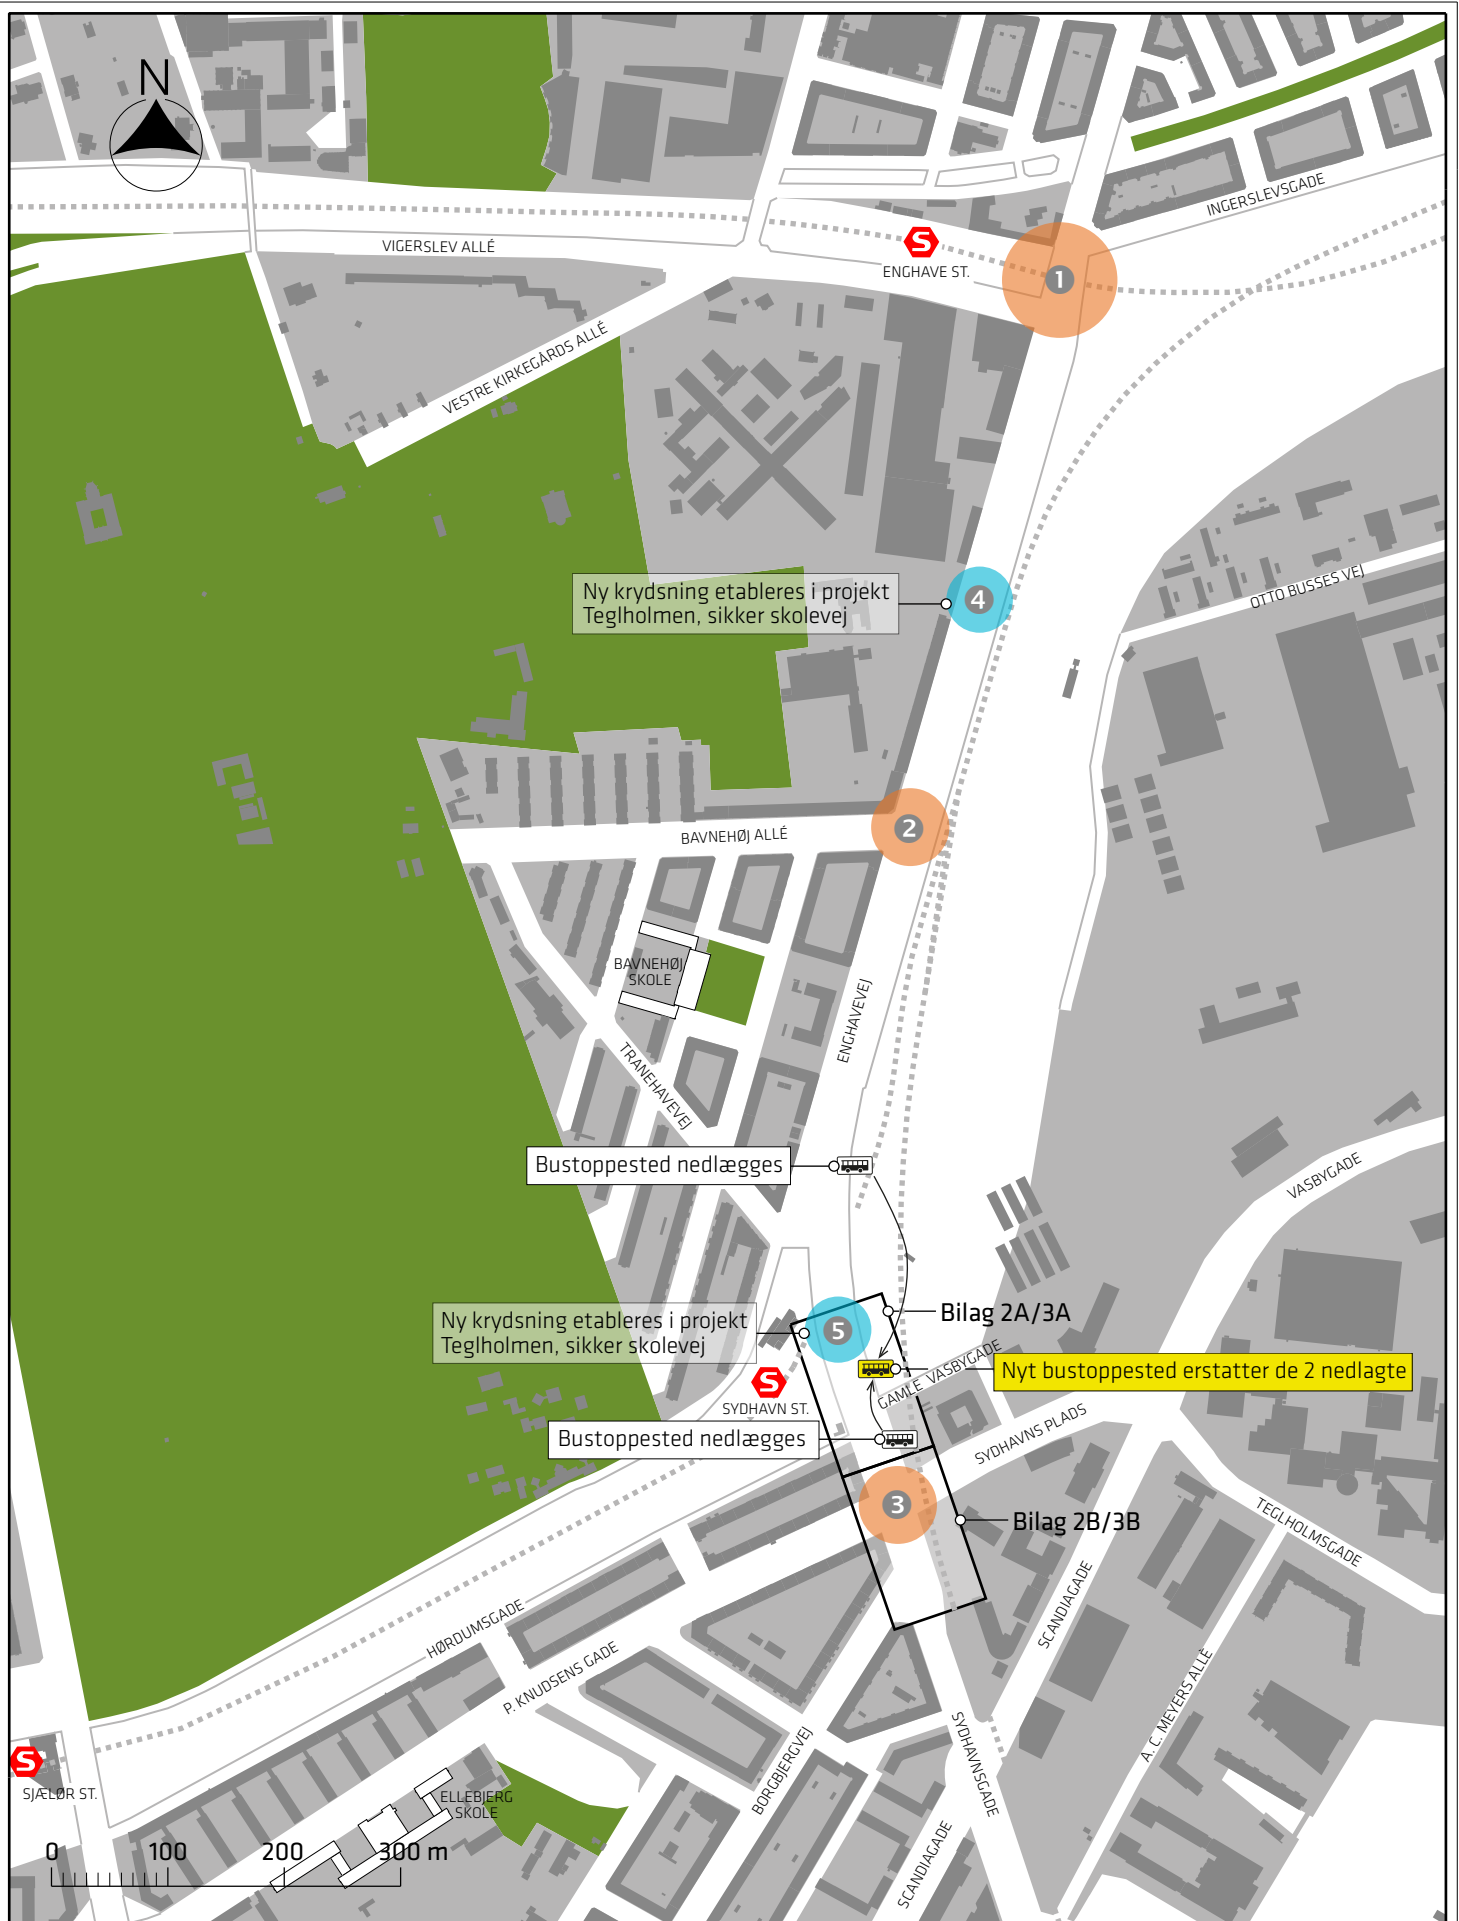 N
INGERSLEVSGADE
VIGERSLEV ALLÉ
S
ENGHAVE ST.
1
VESTRE KIRKEGÅRDS ALLÉ
OTTO BUSSES VEJ
Ny krydsning etableres i projekt
Teglholmen, sikker skolevej
4
2
BAVNEHØJ ALLÉ
BAVNEHØJ
SKOLE
ENGHAVEVEJ
TRANEHAVEVEJ
Bustoppested nedlægges
VASBYGADE
Ny krydsning etableres i projekt
Teglholmen, sikker skolevej
5
Bilag 2A/3A
GAMLE VASBYGADE
Nyt bustoppested erstatter de 2 nedlagte
S
SYDHAVN ST.
SYDHAVNS PLADS
Bustoppested nedlægges
3
Bilag 2B/3B
TEGLHOLMSGADE
SCANDIAGADE
HØRDUMSGADE
P. KNUDSENS GADE
A. C. MEYERS ALLÈ
BORGBJERGVEJ
SYDHAVNSGADE
S
SJÆLØR ST.
ELLEBJERG
SKOLE
SCANDIAGADE
0 100 200 300 m